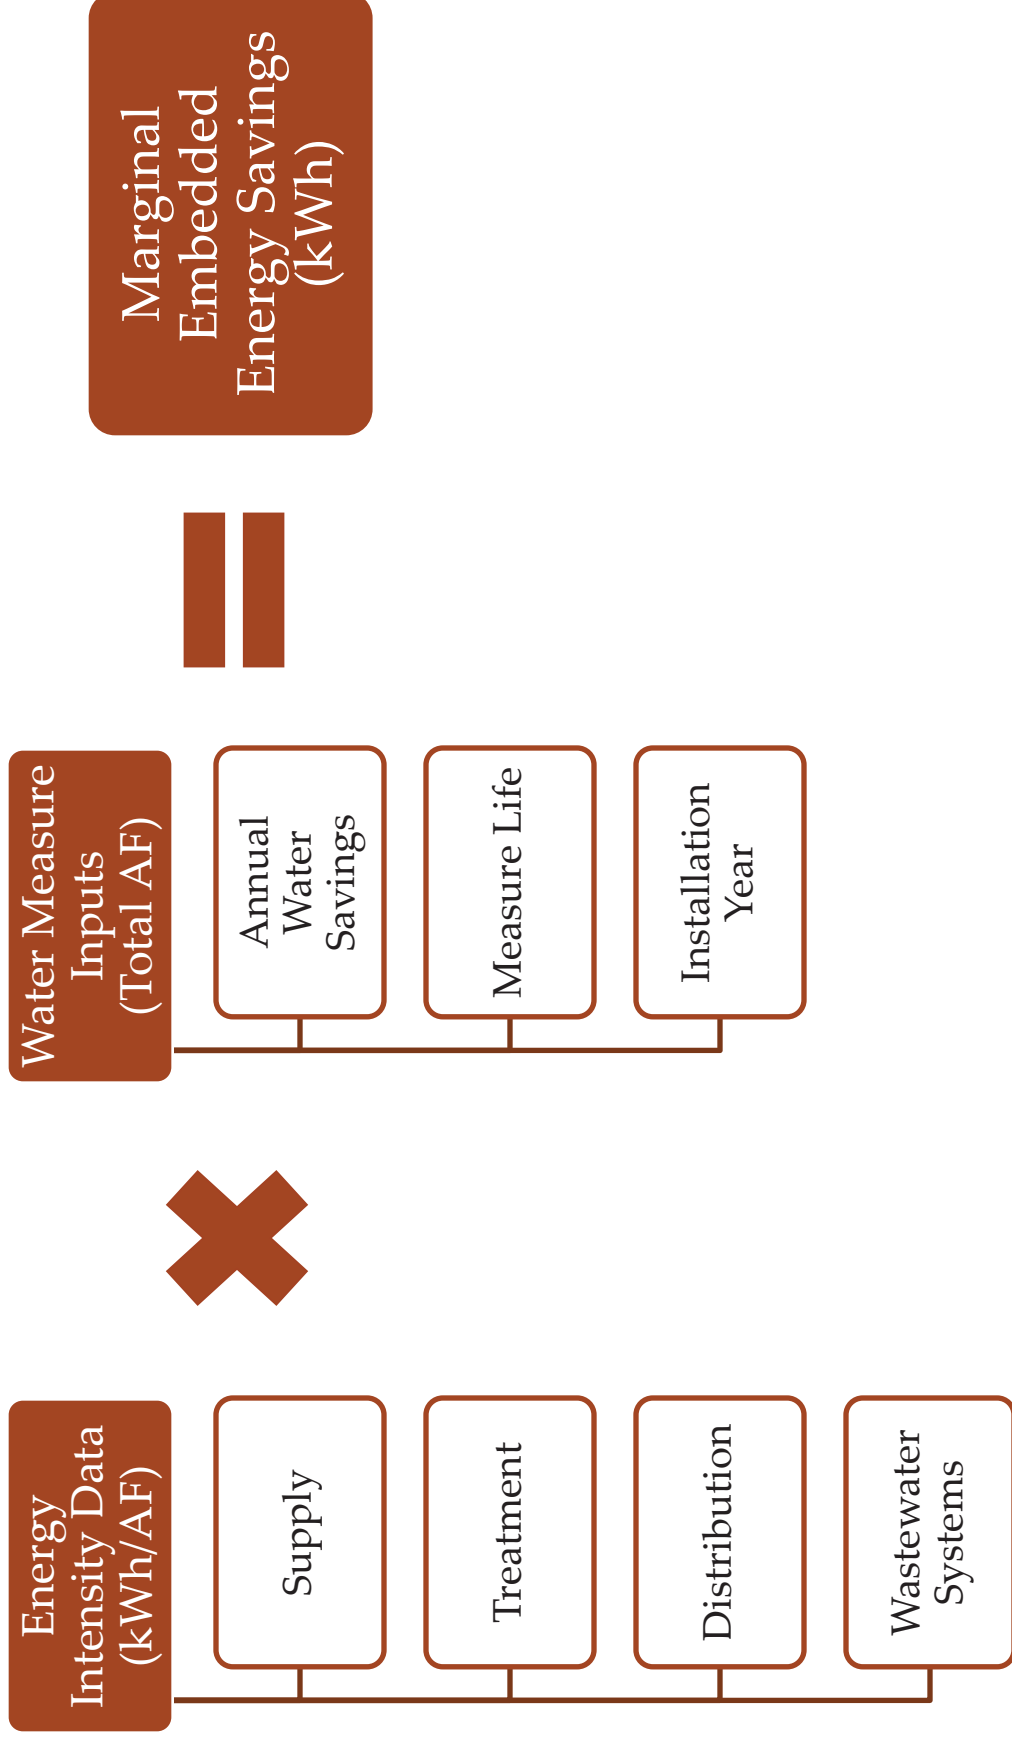 Energy
Intensity Data
(kWh/AF)
Supply
Treatment
Distribution
Wastewater
Systems
Water Measure
Inputs
(Total AF)
Annual
Water
Savings
Measure Life
Installation
Year
Marginal
Embedded
Energy Savings
(kWh)